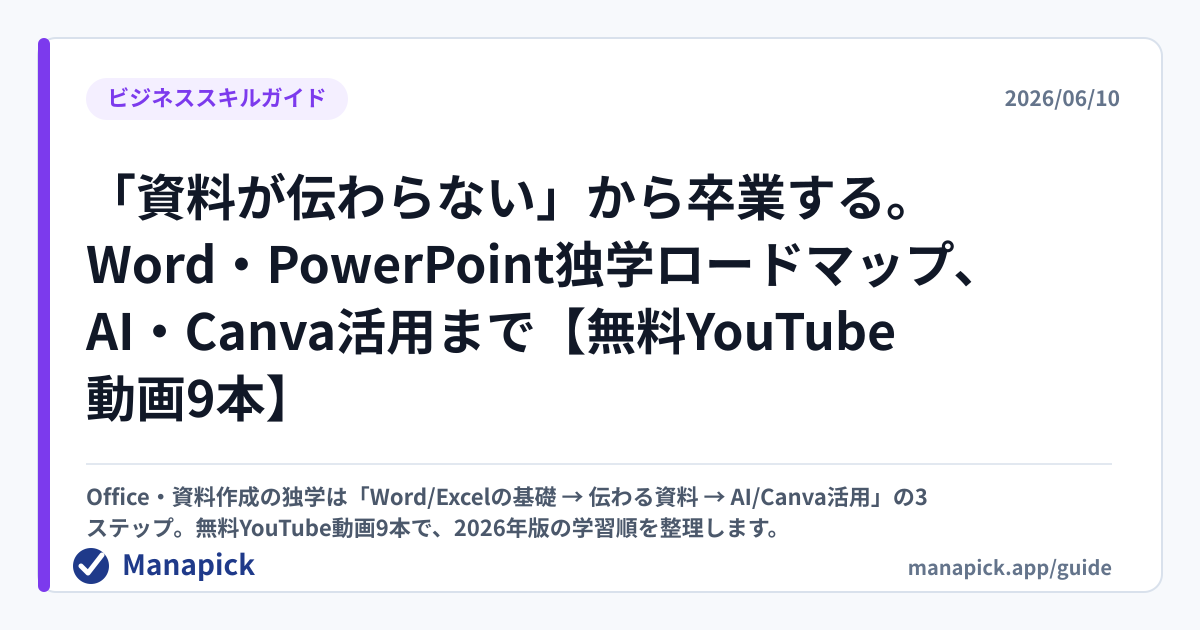 ビジネススキルガイド
2026/06/10
「資料が伝わらない」から卒業する。
Word・PowerPoint独学ロードマップ、
AI・Canva活用まで【無料YouTube
動画9本】
Office・資料作成の独学は「Word/Excelの基礎 → 伝わる資料 → AI/Canva活用」の3
ステップ。無料YouTube動画9本で、2026年版の学習順を整理します。
Manapick
manapick.app/guide